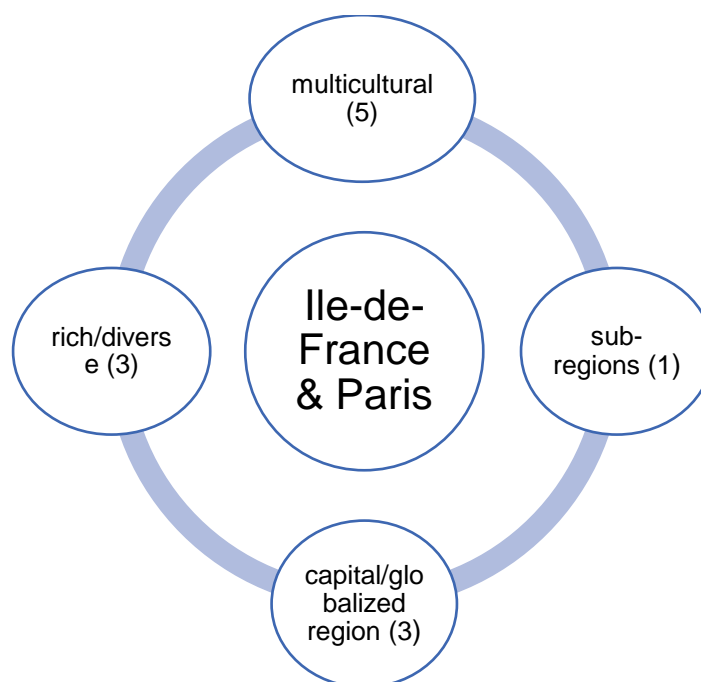 multicultural
(5)
rich/divers
e (3)
Ile-de-
France
& Paris
sub-
regions (1)
capital/glo
balized
region (3)